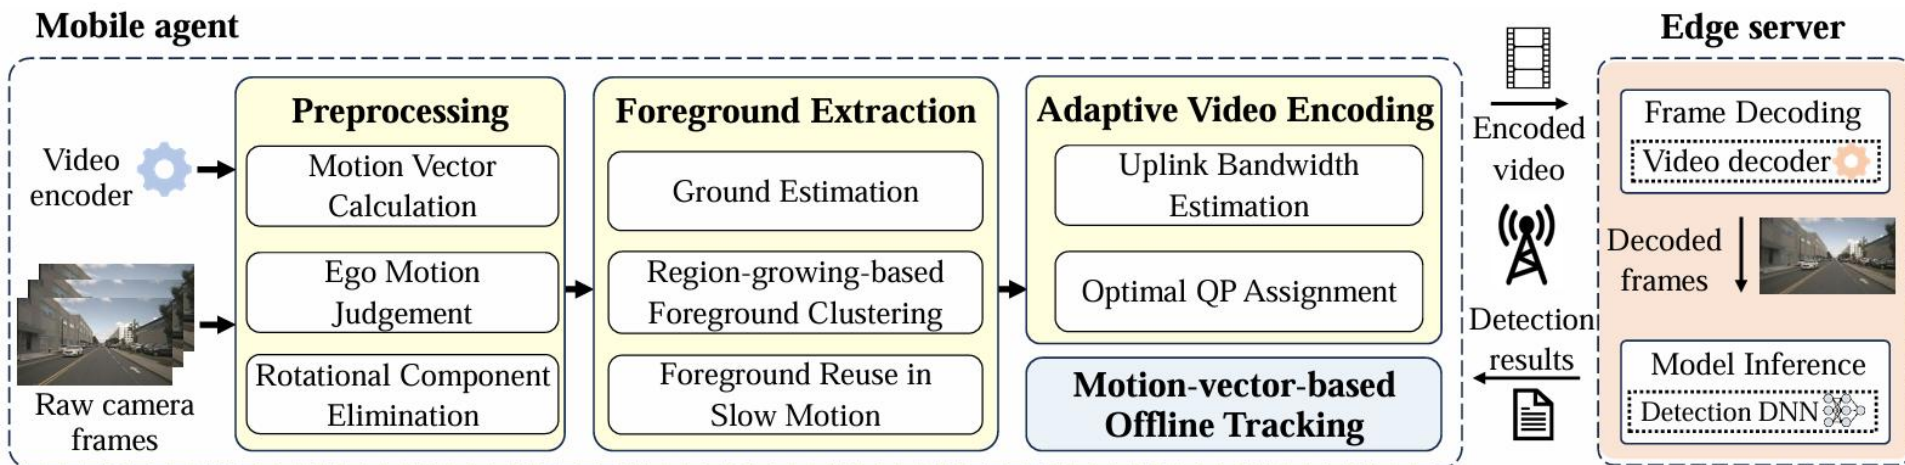 Mobile agent
Video
encoder
Raw camera
frames
Preprocessing
Motion Vector
Calculation
Ego Motion
Judgement
Rotational Component
Elimination
Foreground Extraction
Ground Estimation
Region-growing-based
Foreground Clustering
Foreground Reuse in
Slow Motion
Adaptive Video Encoding
Uplink Bandwidth
Estimation
Optimal QP Assignment
Motion-vector-based
Offline Tracking
Encoded
video
Detection
results
Edge server
Frame Decoding
Video decoder
Decoded
frames
Model Inference
Detection DNN